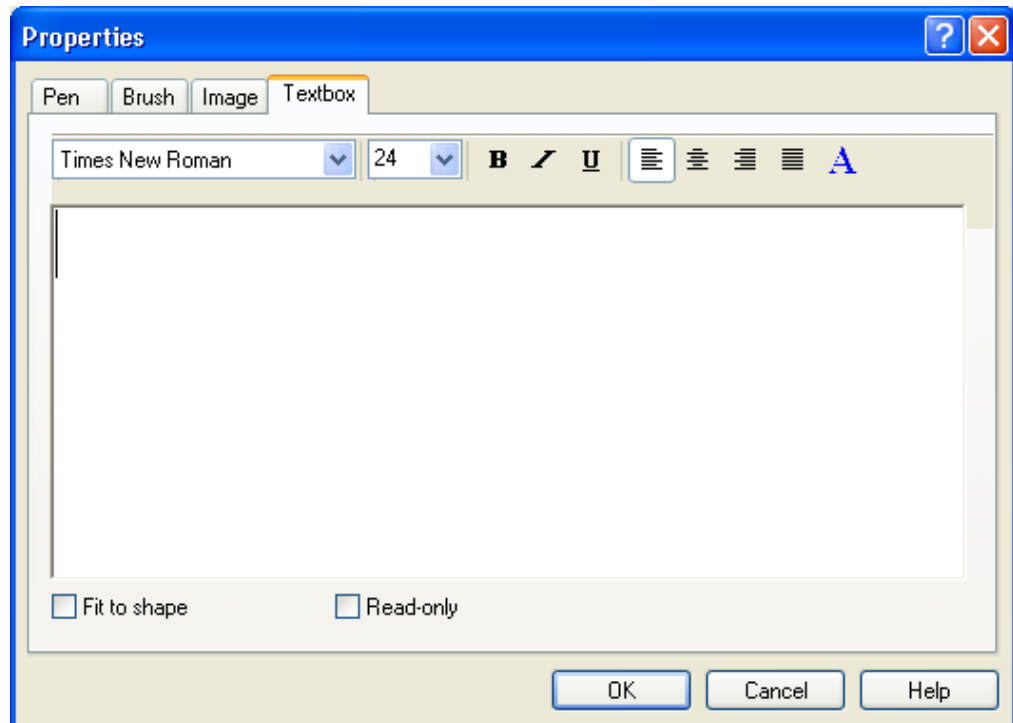 Properties
Pen Brush Image Textbox
Times New Roman 24 B I U A
Fit to shape Read-only
OK Cancel Help